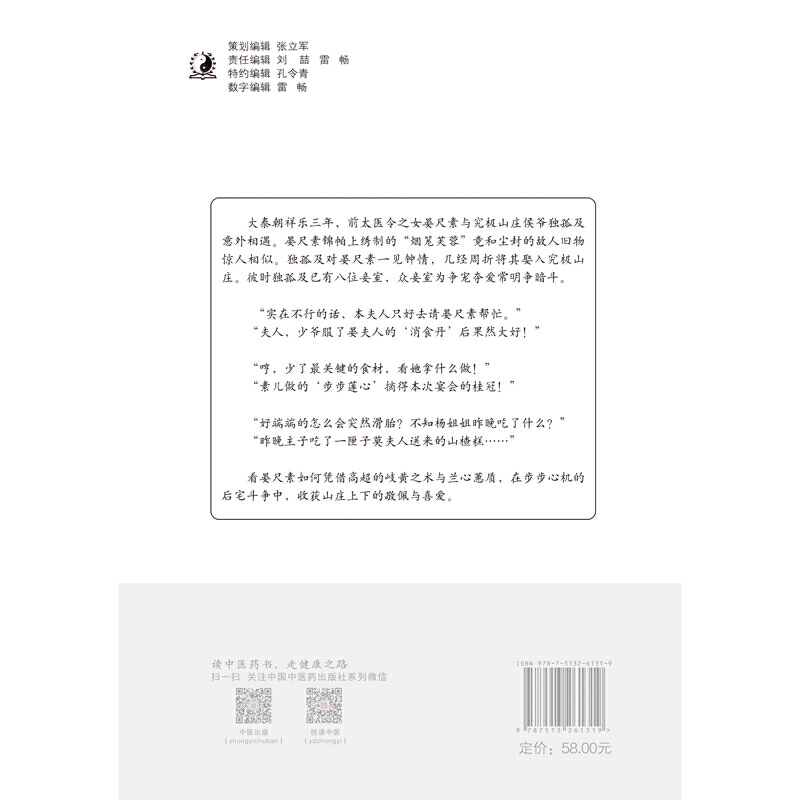 策划编辑 张立军
责任编辑 刘 喆 雷 畅
特约编辑 孔令青
数字编辑 雷 畅
大秦朝祥乐三年，前太医令之女晏尺素与究极山庄侯爷独孤及
意外相遇。晏尺素锦帕上绣制的“烟笼芙蓉”竟和尘封的故人旧物
惊人相似。独孤及对晏尺素一见钟情，几经周折将其娶入究极山
庄。彼时独孤及已有八位妾室，众妾室为争宠夺爱常明争暗斗。
“实在不行的话，本夫人只好去请晏尺素帮忙。”
“夫人，少爷服了晏夫人的‘消食丹’后果然大好！”
“哼，少了最关键的食材，看她拿什么做！”
“素儿做的‘步步莲心’摘得本次宴会的桂冠！”
“好端端的怎么会突然滑胎？不知杨姐姐昨晚吃了什么？”
“昨晚主子吃了一匣子莫夫人送来的山楂糕……”
看晏尺素如何凭借高超的岐黄之术与兰心蕙质，在步步心机的
后宅斗争中，收获山庄上下的敬佩与喜爱。
读中医药书，走健康之路
扫一扫 关注中国中医药出版社系列微信
中医出版
(zhongyichuban)
悦读中医
(ydzhongyi)
ISBN 978-7-5132-6131-9
9 787513 261319 >
定价：58.00元